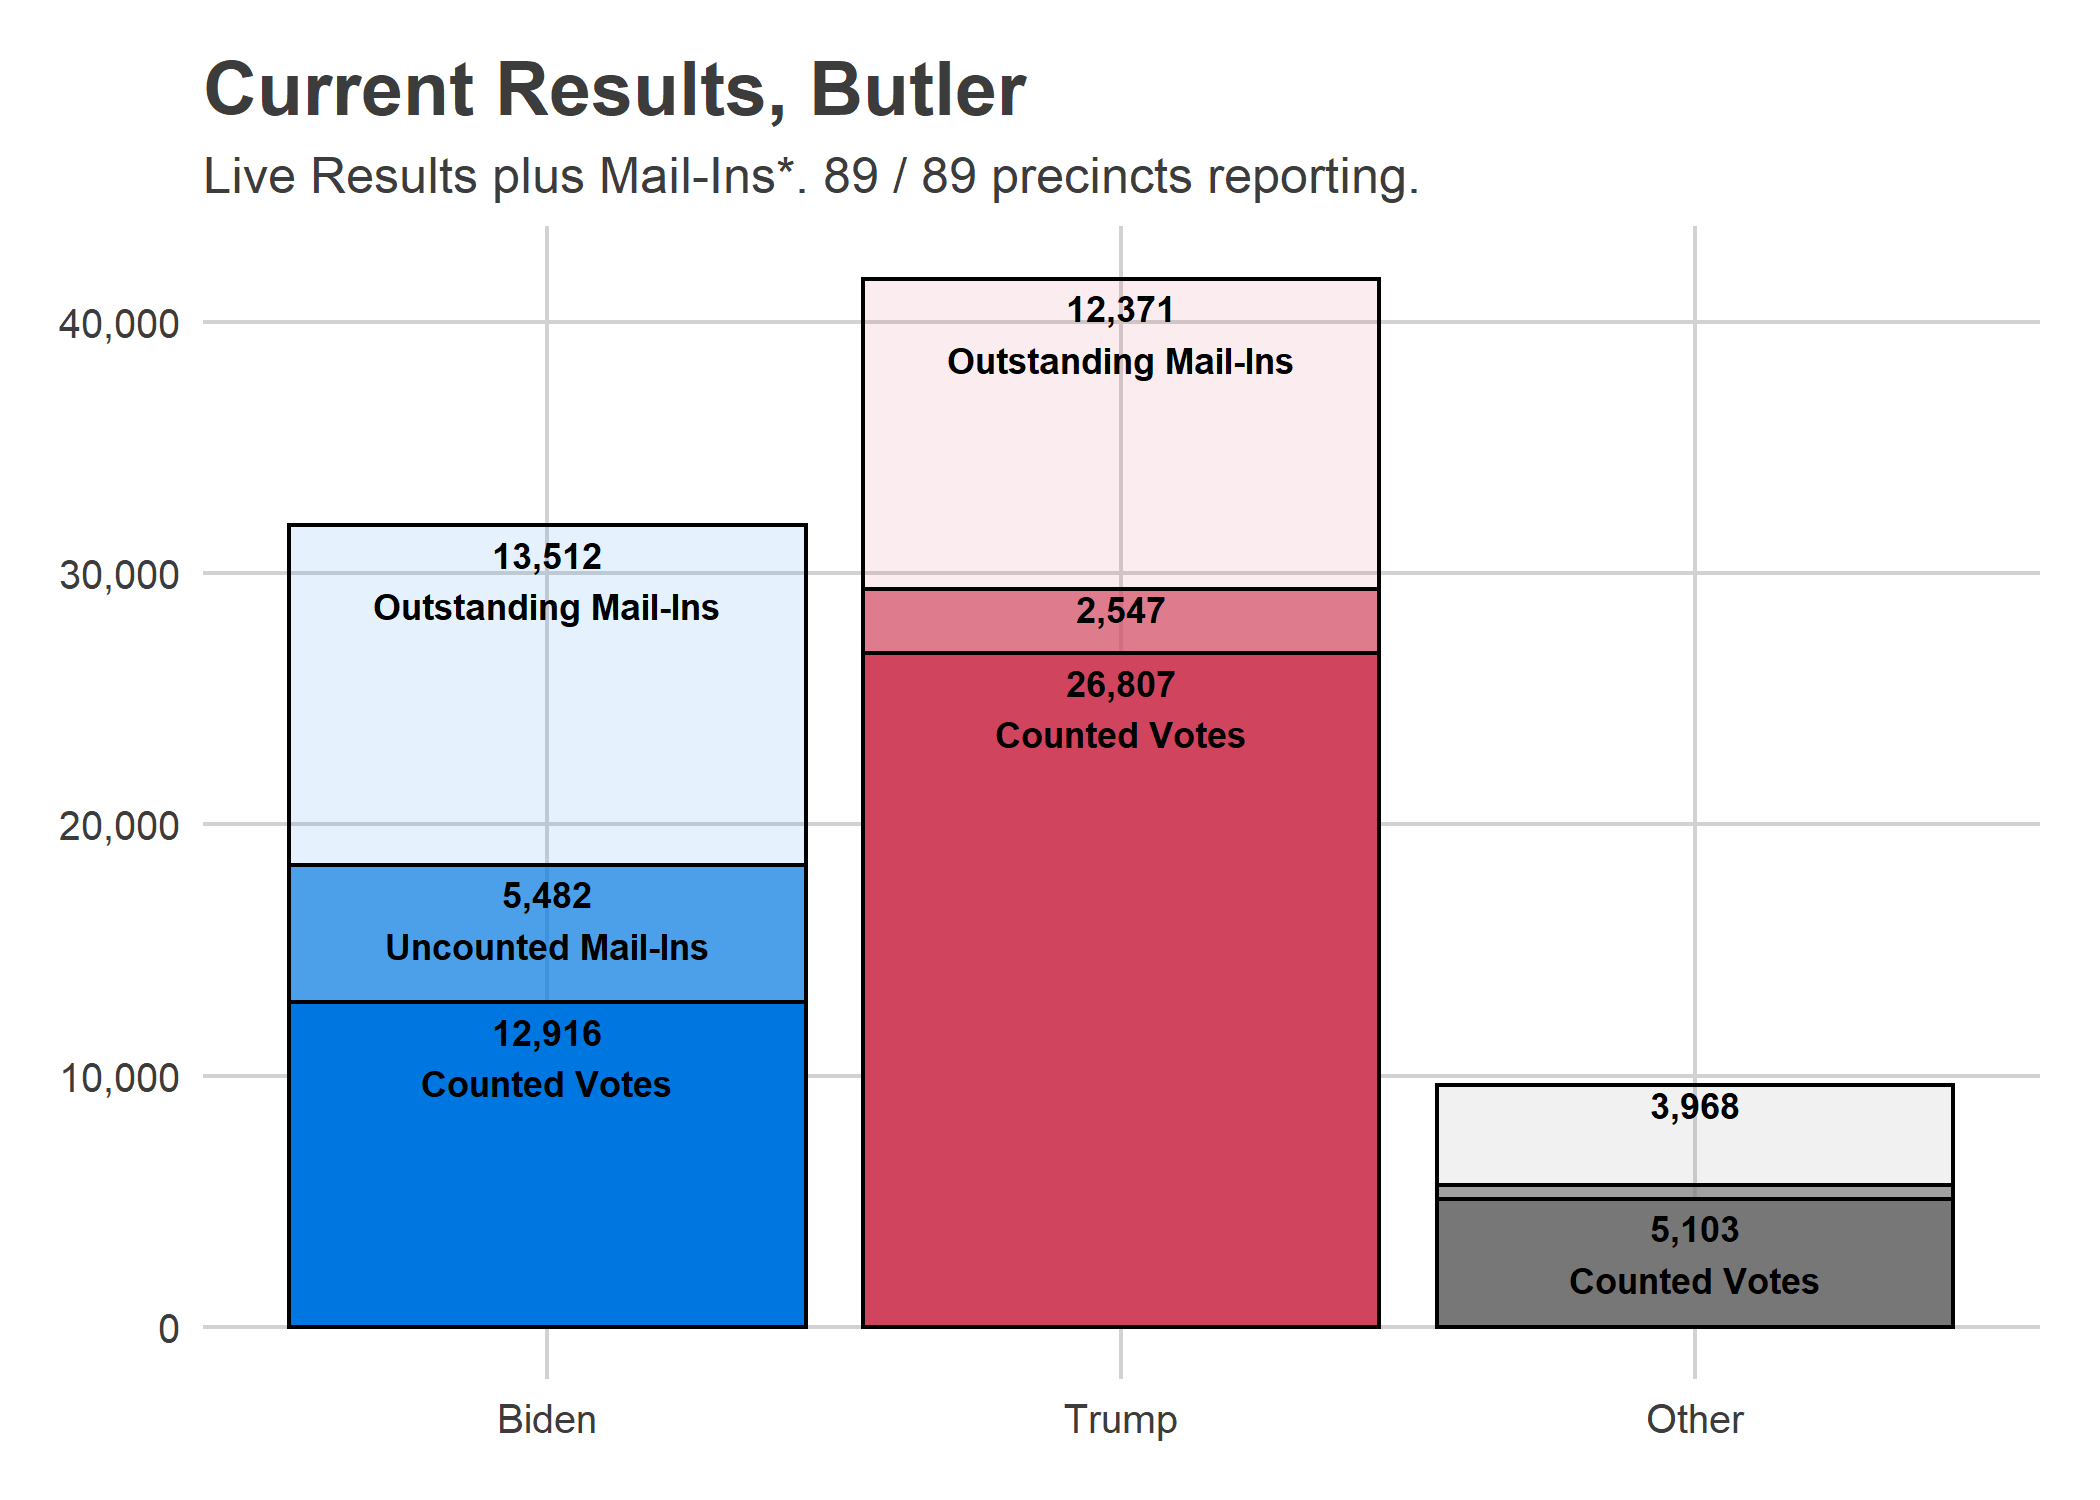 Current Results, Butler
Live Results plus Mail-Ins*. 89 / 89 precincts reporting.
40,000
30,000
20,000
10,000
0
13,512
Outstanding Mail-Ins
5,482
Uncounted Mail-Ins
12,916
Counted Votes
12,371
Outstanding Mail-Ins
2,547
26,807
Counted Votes
3,968
5,103
Counted Votes
Biden
Trump
Other